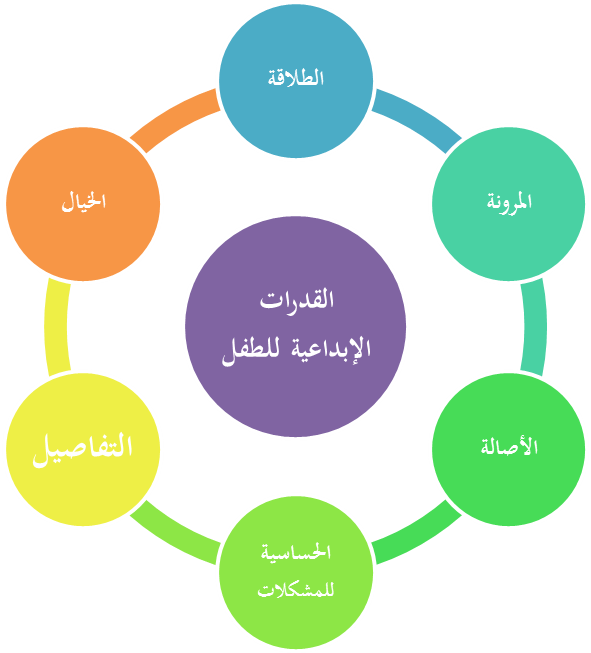 القدرات
الإبداعية للطفل
الطلاقة
المرونة
الأصالة
الحساسية
للمشكلات
التفاصيل
الخيال